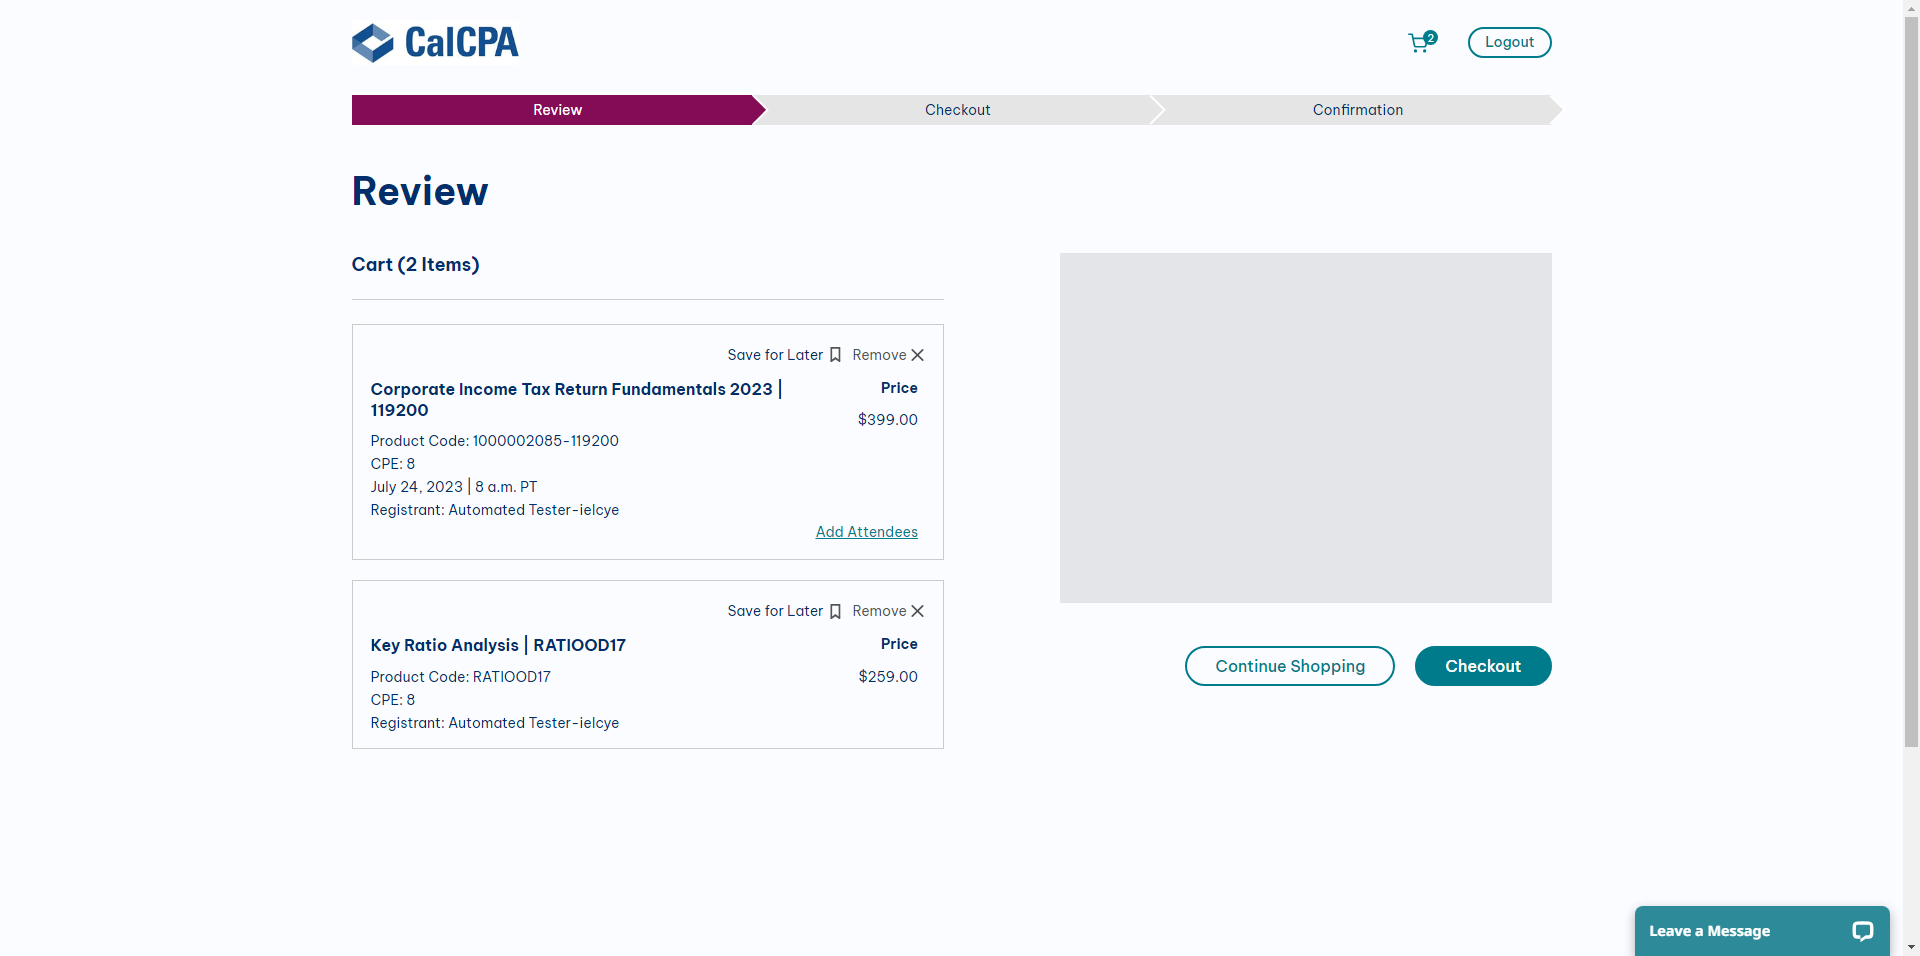 CalCPA
2
Logout
Review
Checkout
Confirmation
Review
Cart (2 Items)
Save for Later
Remove
Corporate Income Tax Return Fundamentals 2023 |
119200
Price
$399.00
Product Code: 1000002085-119200
CPE: 8
July 24, 2023 | 8 a.m. PT
Registrant: Automated Tester-ielcye
Add Attendees
Save for Later
Remove
Key Ratio Analysis | RATIOOD17
Price
Product Code: RATIOOD17
$259.00
CPE: 8
Registrant: Automated Tester-ielcye
Continue Shopping
Checkout
Leave a Message